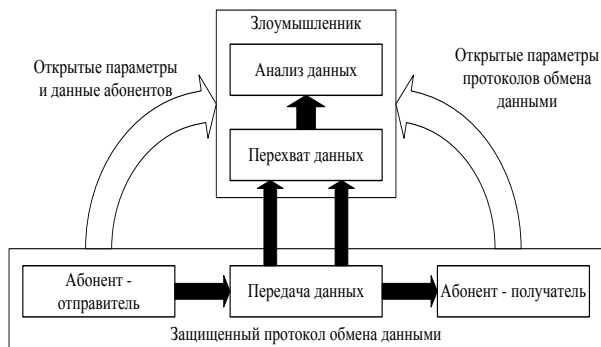 Злоумышленник
Открытые параметры
и данные абонентов
Анализ данных
Открытые параметры
протоколов обмена
данными
Перехват данных
Абонент -
отправитель
Передача данных
Абонент - получатель
Защищенный протокол обмена данными